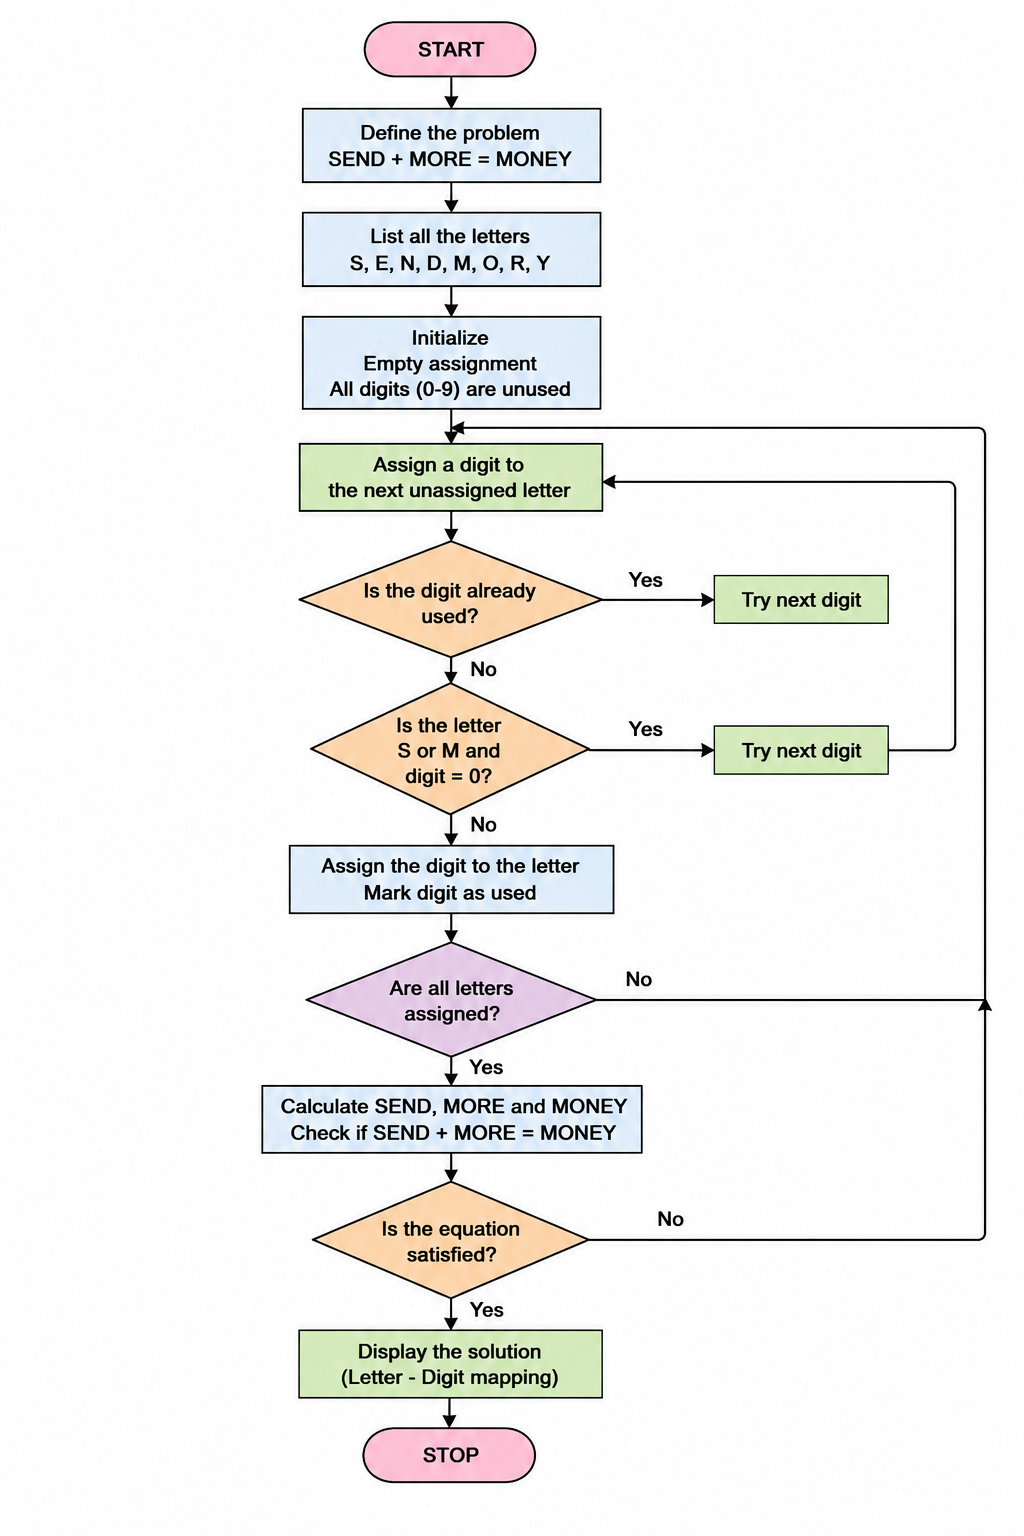 START
Define the problem
SEND + MORE = MONEY
List all the letters
S, E, N, D, M, O, R, Y
Initialize
Empty assignment
All digits (0-9) are unused
Assign a digit to
the next unassigned letter
Is the digit already
used?
Yes
Try next digit
No
Is the letter
S or M and
digit = 0?
Yes
Try next digit
No
Assign the digit to the letter
Mark digit as used
Are all letters
assigned?
No
Yes
Calculate SEND, MORE and MONEY
Check if SEND + MORE = MONEY
Is the equation
satisfied?
No
Yes
Display the solution
(Letter - Digit mapping)
STOP